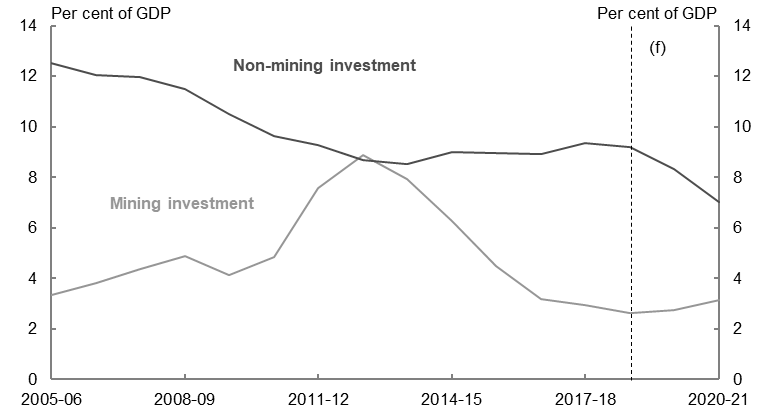 Per cent of GDP Per cent of GDP
14 14
(f)
Non-mining investment
12 12
10 10
8 8
Mining investment
6 6
4 4
2 2
0 0
2005-06 2008-09 2011-12 2014-15 2017-18 2020-21